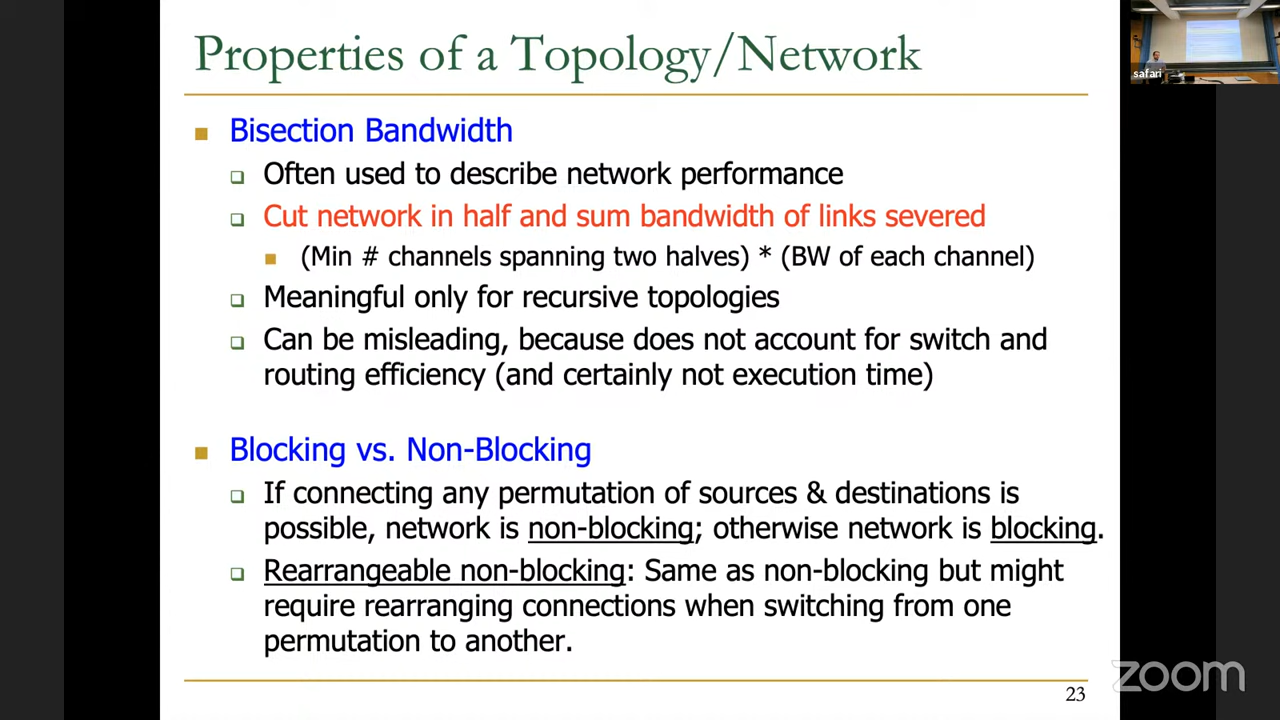 Properties of a Topology/Network
safari
Bisection Bandwidth
Often used to describe network performance
Cut network in half and sum bandwidth of links severed
(Min # channels spanning two halves) * (BW of each channel)
Meaningful only for recursive topologies
Can be misleading, because does not account for switch and
routing efficiency (and certainly not execution time)
Blocking vs. Non-Blocking
If connecting any permutation of sources & destinations is
possible, network is non-blocking; otherwise network is blocking.
Rearrangeable non-blocking: Same as non-blocking but might
require rearranging connections when switching from one
permutation to another.
zoom
23